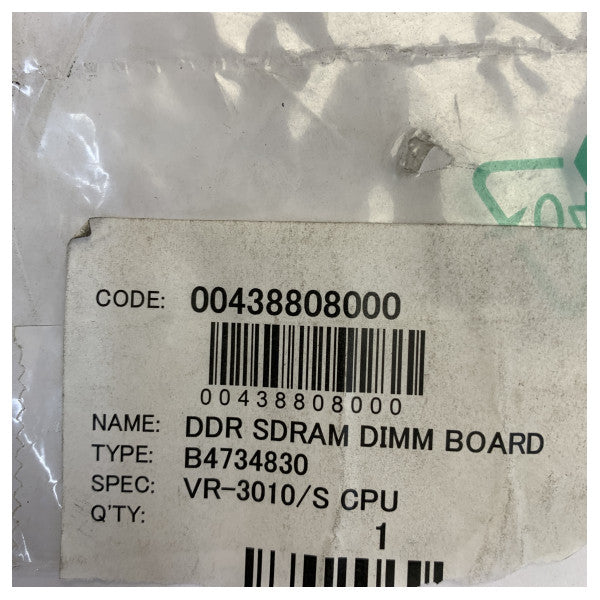 CODE: 00438808000
00438808000
NAME: DDR SDRAM DIMM BOARD
TYPE: B4734830
SPEC: VR-3010/S CPU
Q'TY: 1